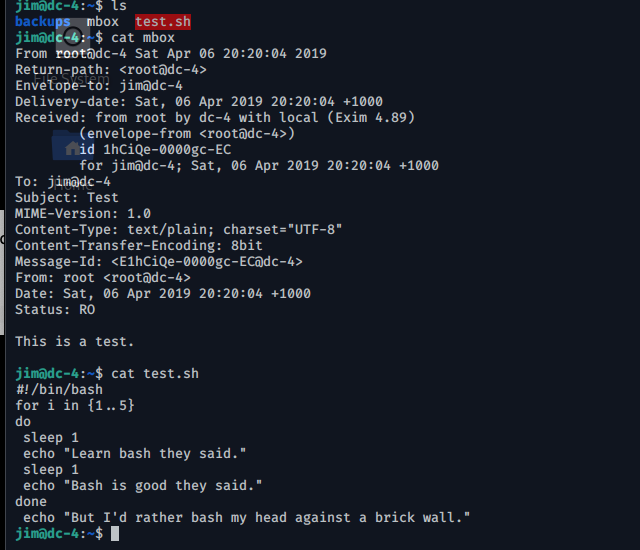 jim@dc-4:~$ ls
backups mbox test.sh
jim@dc-4:~$ cat mbox
From root@dc-4 Sat Apr 06 20:20:04 2019
Return-path: <root@dc-4>
Envelope-to: jim@dc-4
Delivery-date: Sat, 06 Apr 2019 20:20:04 +1000
Received: from root by dc-4 with local (Exim 4.89)
(envelope-from <root@dc-4>)
id 1hCiQe-0000gc-EC
for jim@dc-4; Sat, 06 Apr 2019 20:20:04 +1000
To: jim@dc-4
Subject: Test
MIME-Version: 1.0
Content-Type: text/plain; charset="UTF-8"
Content-Transfer-Encoding: 8bit
Message-Id: <E1hCiQe-0000gc-EC@dc-4>
From: root <root@dc-4>
Date: Sat, 06 Apr 2019 20:20:04 +1000
Status: RO
This is a test.
jim@dc-4:~$ cat test.sh
#!/bin/bash
for i in {1..5}
do
sleep 1
echo "Learn bash they said."
sleep 1
echo "Bash is good they said."
done
echo "But I'd rather bash my head against a brick wall."
jim@dc-4:~$
File System
Home